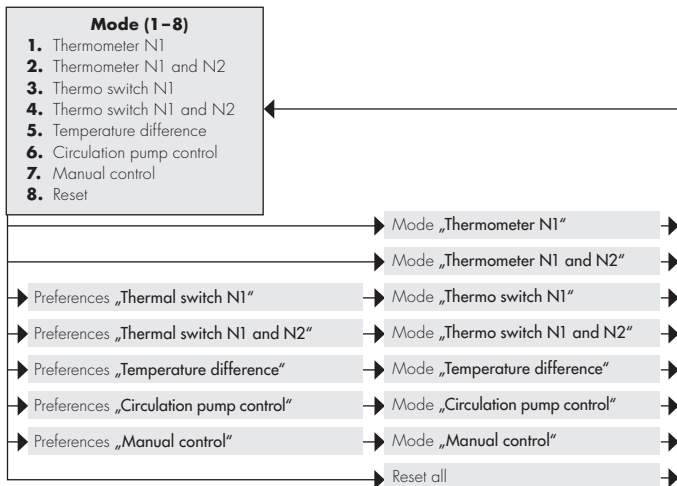 Mode (1–8)
1. Thermometer N1
2. Thermometer N1 and N2
3. Thermo switch N1
4. Thermo switch N1 and N2
5. Temperature difference
6. Circulation pump control
7. Manual control
8. Reset
Mode „Thermometer N1“
Mode „Thermometer N1 and N2“
Preferences „Thermal switch N1“ Mode „Thermo switch N1“
Preferences „Thermal switch N1 and N2“ Mode „Thermo switch N1 and N2“
Preferences „Temperature difference“ Mode „Temperature difference“
Preferences „Circulation pump control“ Mode „Circulation pump control“
Preferences „Manual control“ Mode „Manual control“
Reset all